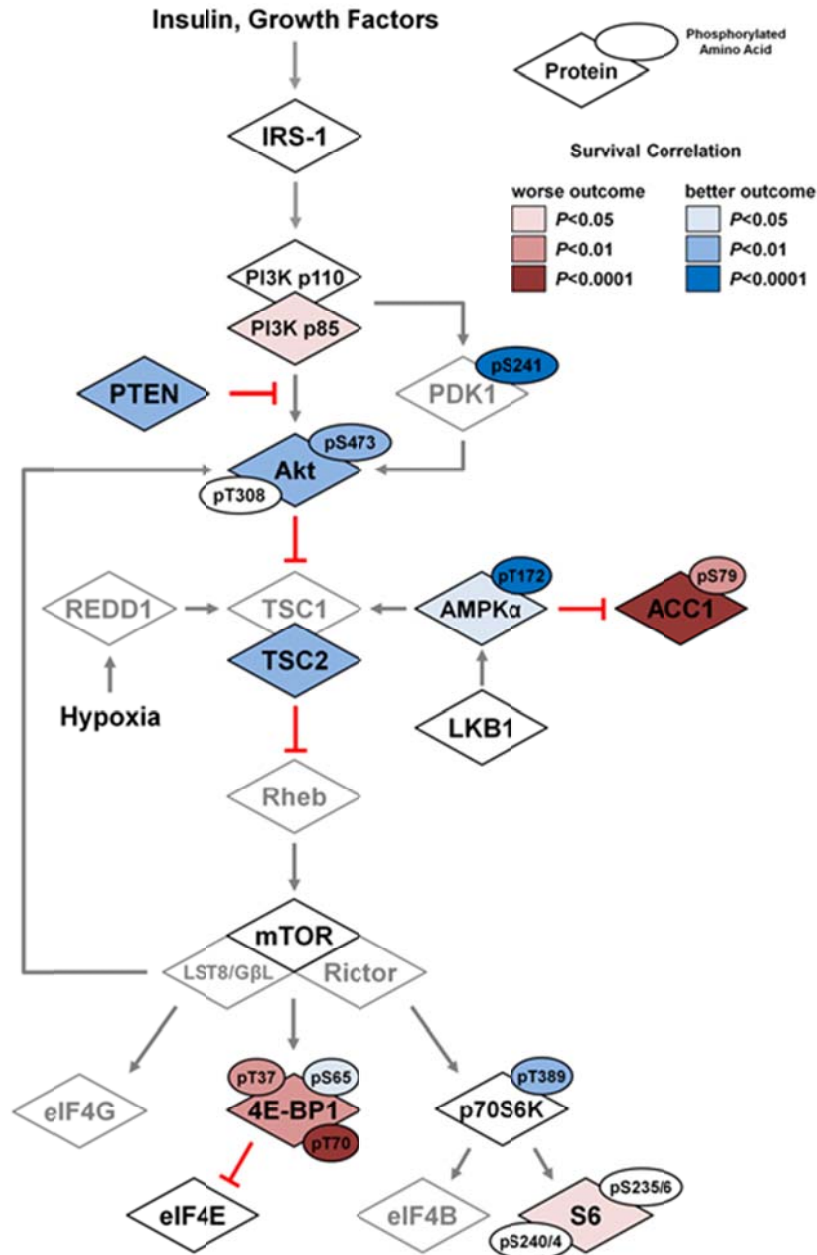 Insulin, Growth Factors
Phosphorylated
Amino Acid
Protein
IRS-1
Survival Correlation
worse outcome
better outcome
P<0.05
P<0.05
P<0.01
P<0.01
P<0.0001
P<0.0001
PI3K p110
PI3K p85
pS241
PTEN
PDK1
pS473
Akt
pT308
pT172
pS79
REDD1
TSC1
AMPKα
ACC1
TSC2
Hypoxia
LKB1
Rheb
mTOR
LST8/GβL
Rictor
pT37
pS65
pT389
eIF4G
4E-BP1
p70S6K
pT70
pS235/6
eIF4E
eIF4B
S6
pS240/4